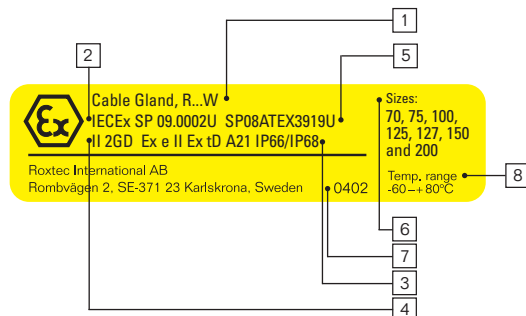 1
2
5
Ex
Cable Gland, R...W
IECEx SP 09.0002U SP08ATEX3919U
II 2GD Ex e II Ex tD A21 IP66/IP68
Roxtec International AB
Rombvägen 2, SE-371 23 Karlskrona, Sweden
0402
Sizes:
70, 75, 100,
125, 127, 150
and 200
Temp. range
-60–+80°C
8
6
7
3
4